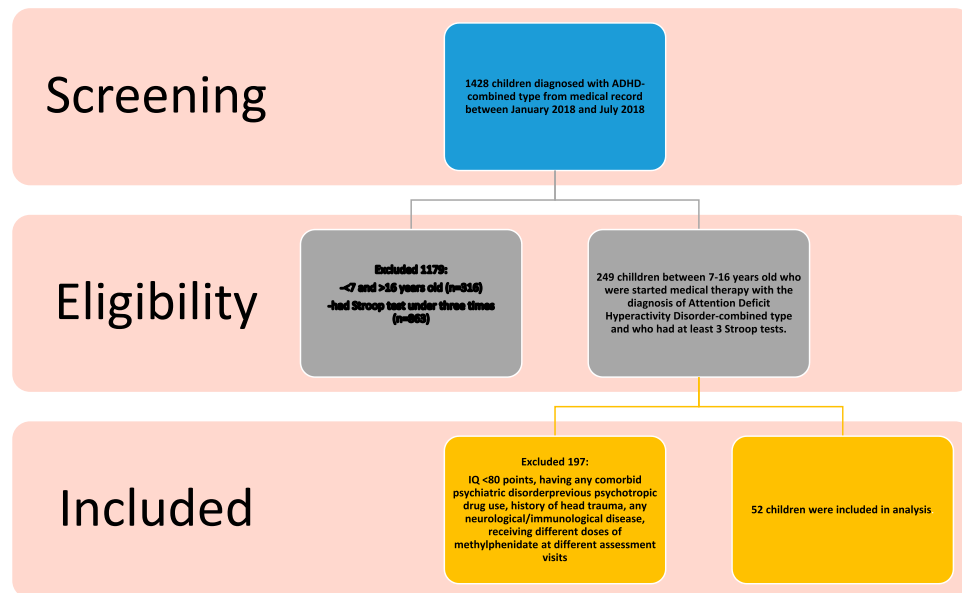 Screening
1428 children diagnosed with ADHD-
combined type from medical record
between January 2018 and July 2018
Eligibility
Excluded 1179:
-<7 and >16 years old (n=316)
-had Stroop test under three times
(n=863)
249 chilldren between 7-16 years old who
were started medical therapy with the
diagnosis of Attention Deficit
Hyperactivity Disorder-combined type
and who had at least 3 Stroop tests.
Included
Excluded 197:
IQ <80 points, having any comorbid
psychiatric disorderprevious psychotropic
drug use, history of head trauma, any
neurological/immunological disease,
receiving different doses of
methylphenidate at different assessment
visits
52 children were included in analysis